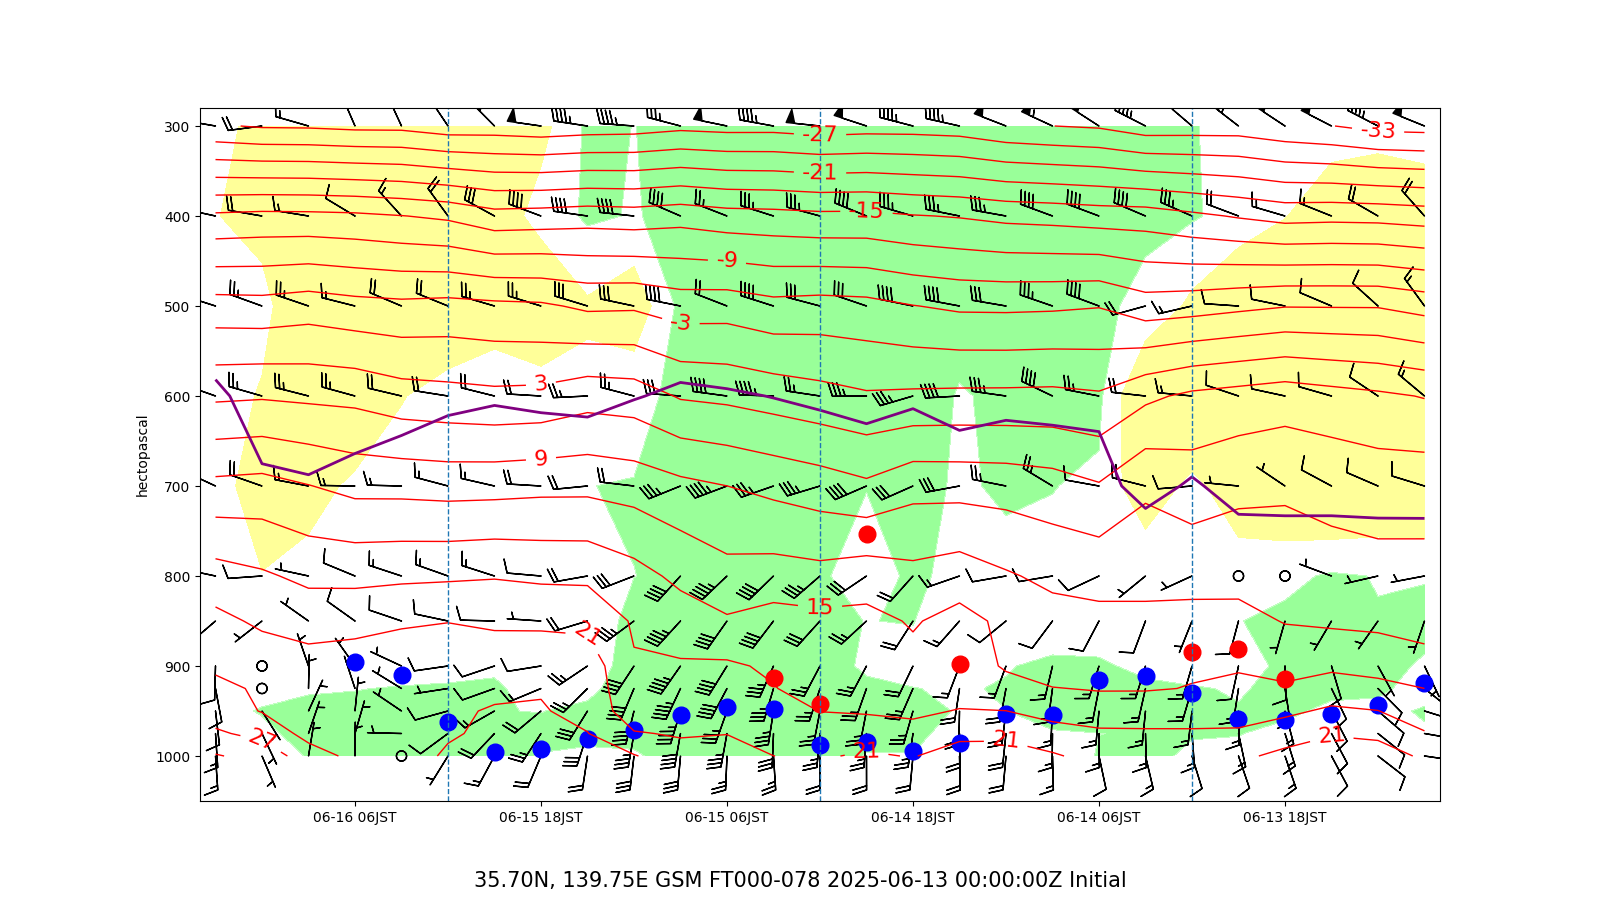 300
400
500
600
700
800
900
1000
hectopascal
-27
-33
-21
-15
-9
-3
3
9
15
21
27
21
21
21
06-16 06JST
06-15 18JST
06-15 06JST
06-14 18JST
06-14 06JST
06-13 18JST
35.70N, 139.75E GSM FT000-078 2025-06-13 00:00:00Z Initial